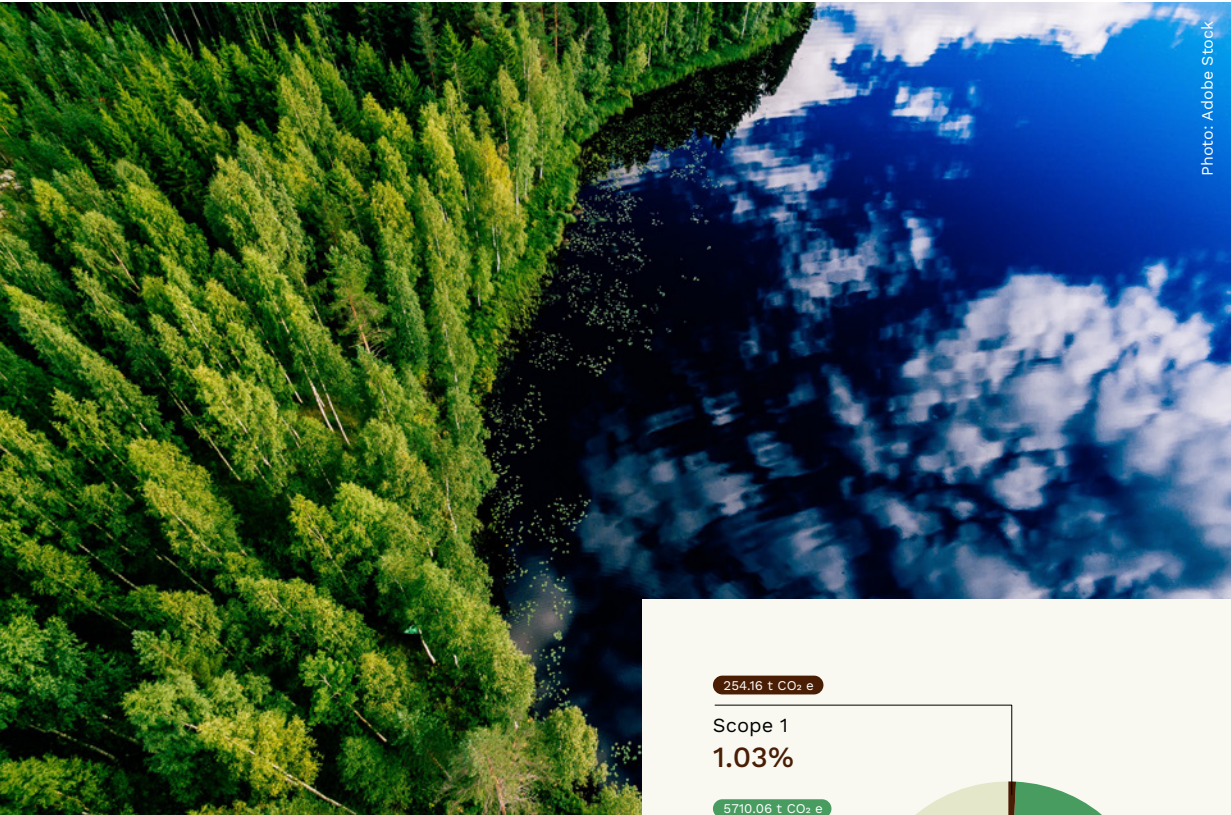 Photo: Adobe Stock
254.16 t CO₂ e
Scope 1
1.03%
5710.06 t CO₂ e